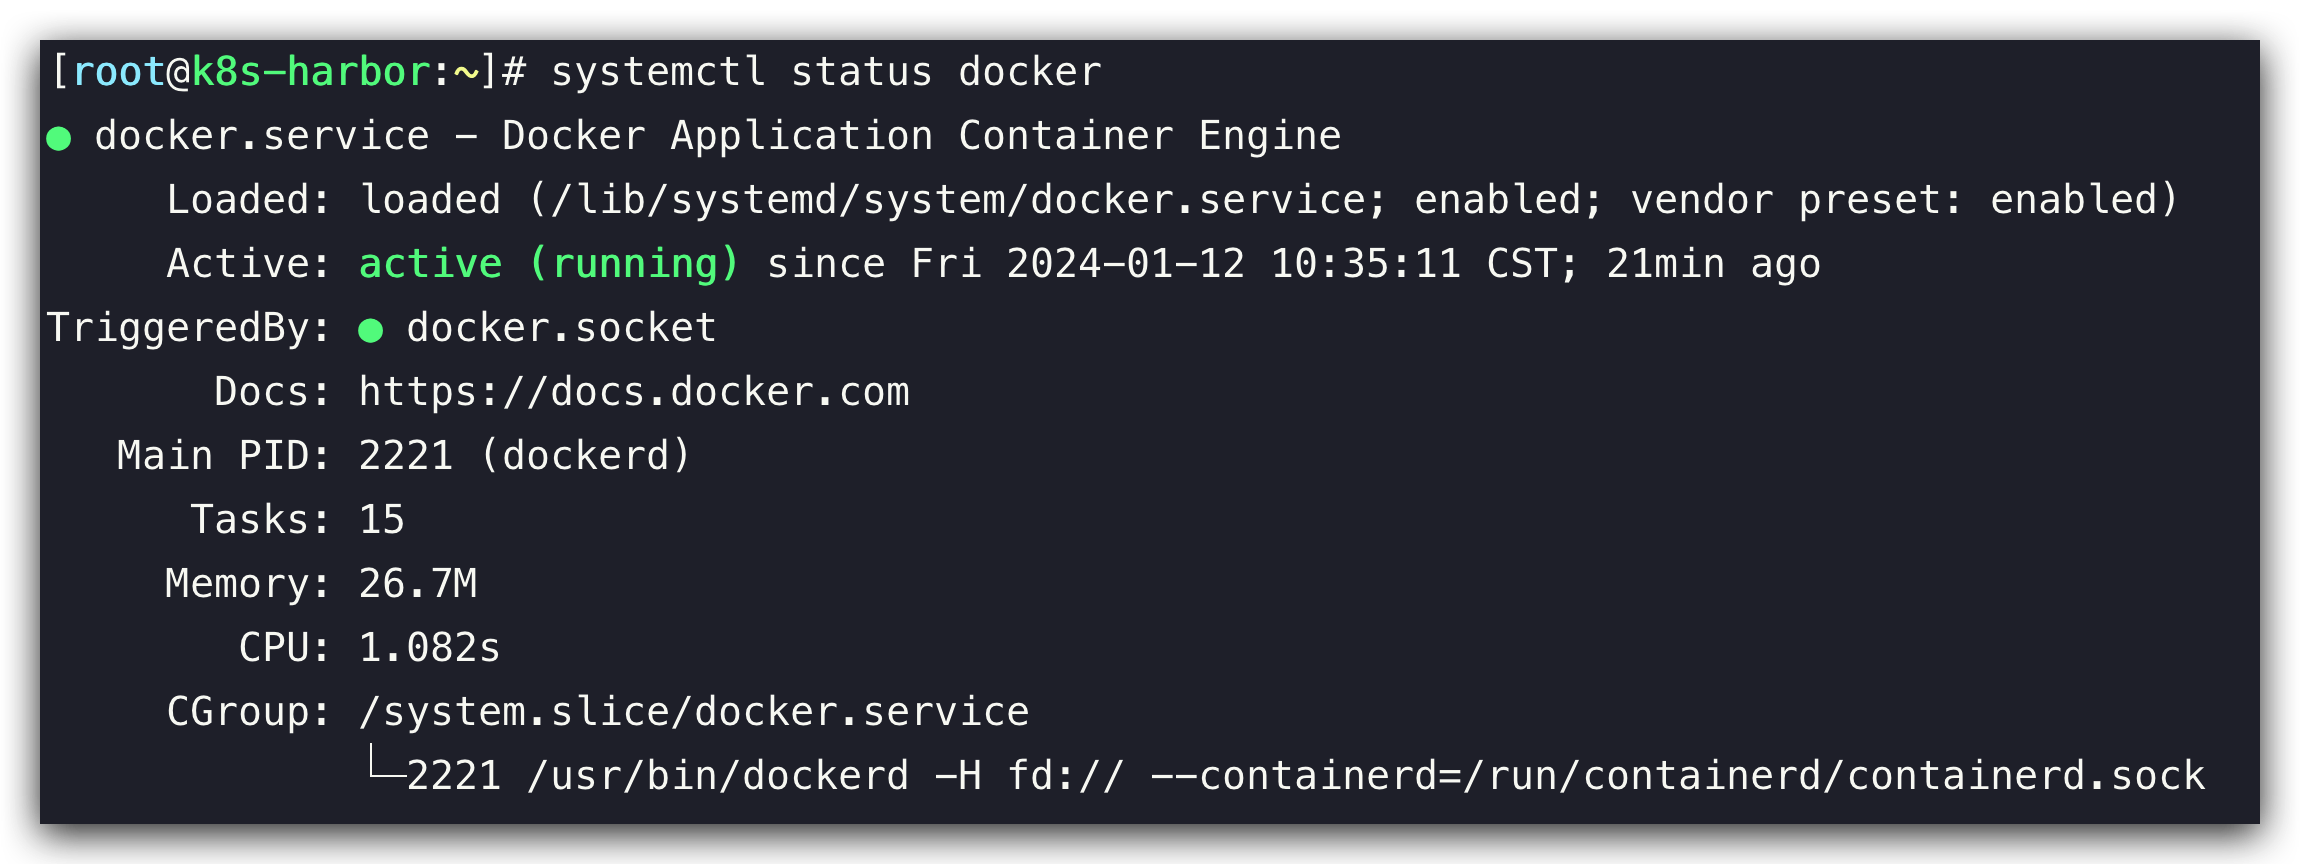 [root@k8s-harbor:~]# systemctl status docker
● docker.service - Docker Application Container Engine
     Loaded: loaded (/lib/systemd/system/docker.service; enabled; vendor preset: enabled)
     Active: active (running) since Fri 2024-01-12 10:35:11 CST; 21min ago
TriggeredBy: ● docker.socket
       Docs: https://docs.docker.com
   Main PID: 2221 (dockerd)
      Tasks: 15
     Memory: 26.7M
        CPU: 1.082s
     CGroup: /system.slice/docker.service
             └─2221 /usr/bin/dockerd -H fd:// --containerd=/run/containerd/containerd.sock